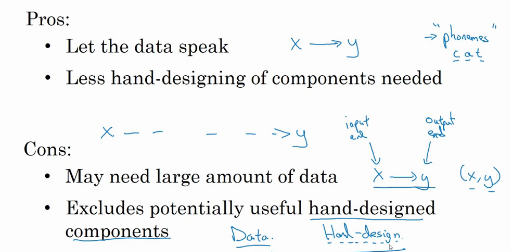 Pros:
• Let the data speak x → y → "phonemes"
c a t
• Less hand-designing of components needed
x - - - - - → y input end output end
Cons:
• May need large amount of data x → y (x, y)
• Excludes potentially useful hand-designed
components Data. Hand-design.